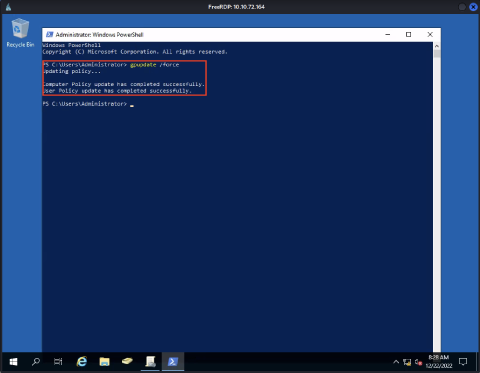 FreeRDP: 10.10.72.164
Recycle Bin
Administrator: Windows PowerShell
Windows PowerShell
Copyright (C) Microsoft Corporation. All rights reserved.
PS C:\Users\Administrator> gpupdate /force
Updating policy...
Computer Policy update has completed successfully.
User Policy update has completed successfully.
PS C:\Users\Administrator> _
8:28 AM
12/22/2022